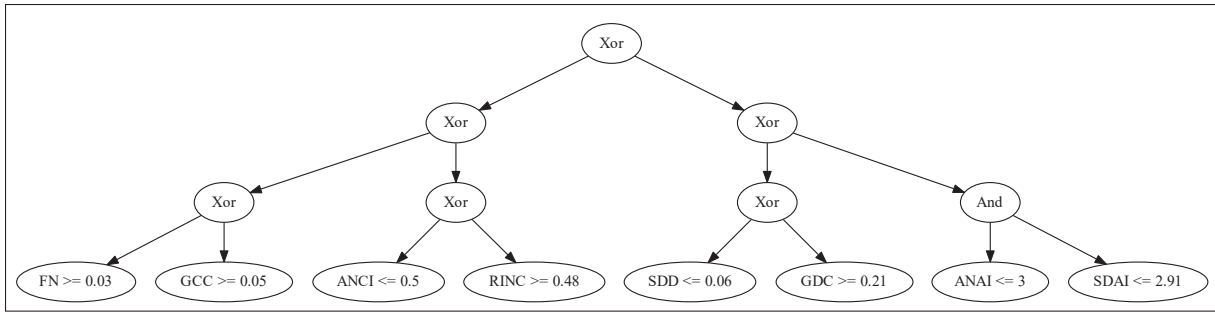 Xor
Xor Xor
Xor Xor Xor And
FN >= 0.03 GCC >= 0.05 ANCI <= 0.5 RINC >= 0.48 SDD <= 0.06 GDC >= 0.21 ANAI <= 3 SDAI <= 2.91